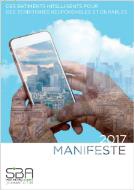 DES BÂTIMENTS INTELLIGENTS POUR
DES TERRITOIRES RESPONSABLES ET DURABLES
2017
MANIFESTE
SBA